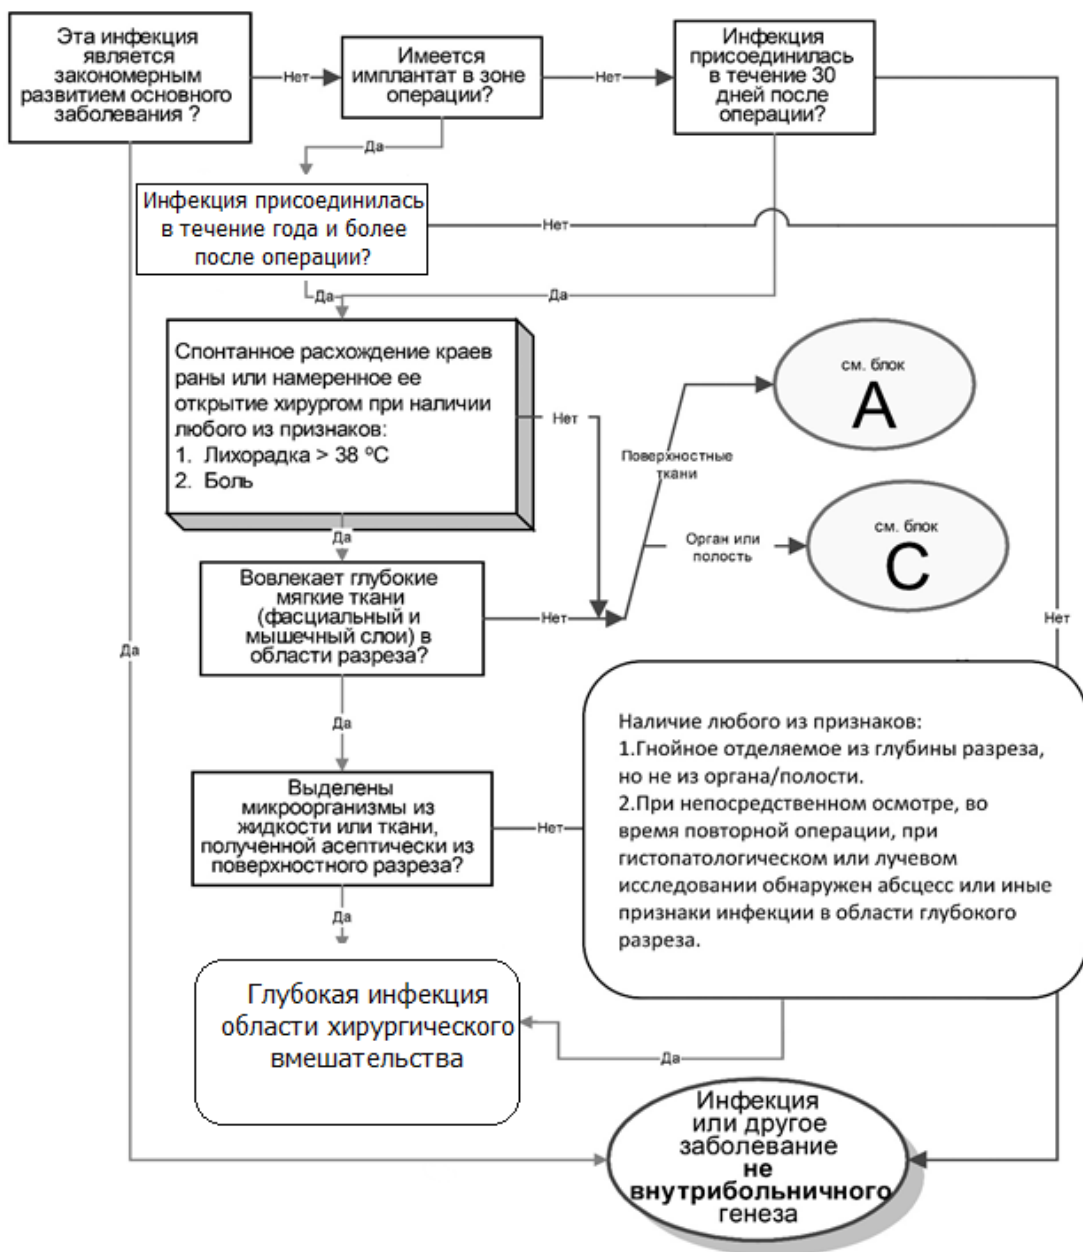 Эта инфекция
является
закономерным
развитием основного
заболевания ?
Нет
Имеется
имплантат в зоне
операции?
Нет
Инфекция
присоединилась
в течение 30
дней после
операции?
Да
Инфекция присоединилась
в течение года и более
после операции?
Нет
Да
Да
Спонтанное расхождение краев
раны или намеренное ее
открытие хирургом при наличии
любого из признаков:
1. Лихорадка > 38 ºС
2. Боль
Нет
см. блок
А
Поверхностные
ткани
Орган или
полость
см. блок
С
Да
Вовлекает глубокие
мягкие ткани
(фасциальный и
мышечный слои) в
области разреза?
Нет
Нет
Да
Да
Наличие любого из признаков:
1.Гнойное отделяемое из глубины разреза,
но не из органа/полости.
2.При непосредственном осмотре, во
время повторной операции, при
гистопатологическом или лучевом
исследовании обнаружен абсцесс или иные
признаки инфекции в области глубокого
разреза.
Выделены
микроорганизмы из
жидкости или ткани,
полученной асептически из
поверхностного разреза?
Нет
Да
Глубокая инфекция
области хирургического
вмешательства
Да
Инфекция
или другое
заболевание
не
внутрибольничного
генеза